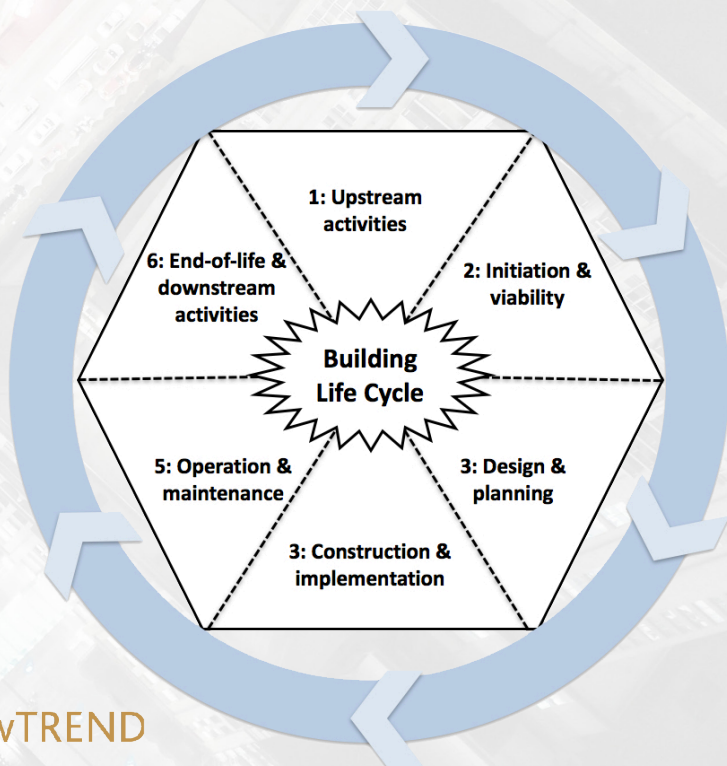 1: Upstream
activities
2: Initiation &
viability
3: Design &
planning
3: Construction &
implementation
5: Operation &
maintenance
6: End-of-life &
downstream
activities
Building
Life Cycle
wTREND